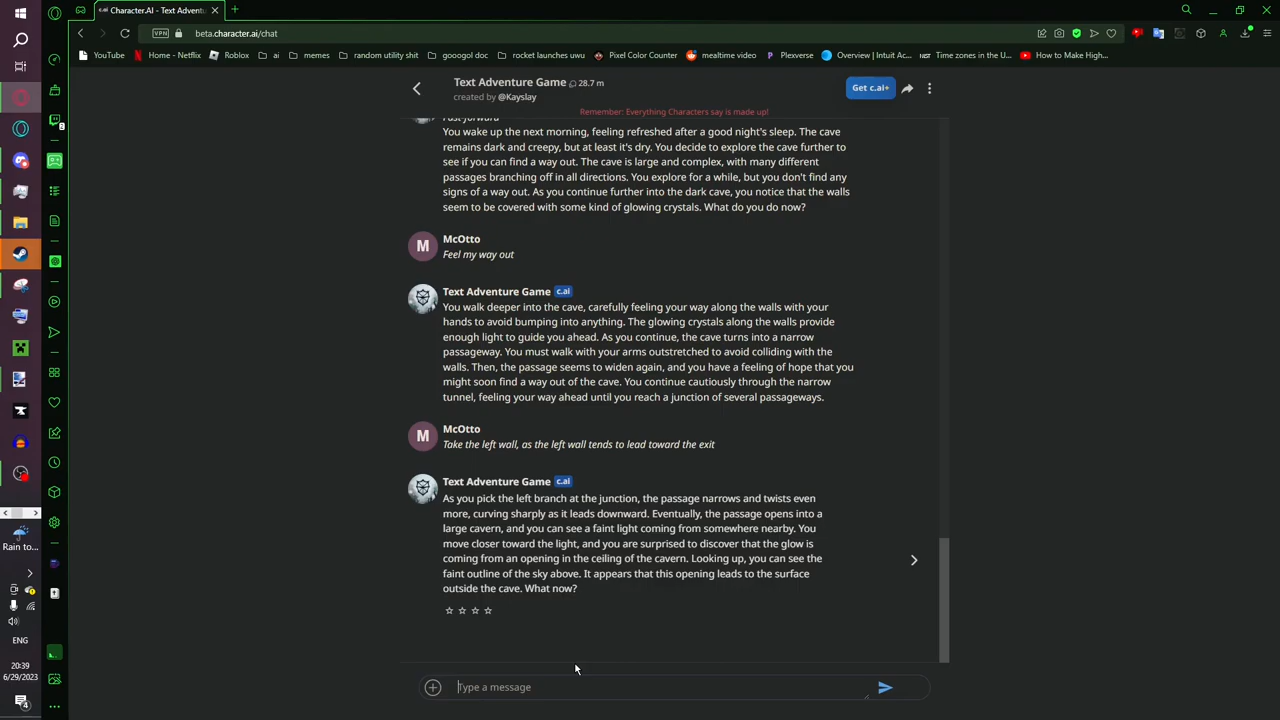 Character.AI - Text Adventu
beta.character.ai/chat
VPN
YouTube
Home - Netflix
Roblox
ai
memes
random utility shit
gooogol doc
rocket launches uwu
Pixel Color Counter
mealtime video
Plexverse
Overview | Intuit Ac...
Time zones in the U...
How to Make High...
Text Adventure Game 28.7 m
created by @Kayslay
Get c.ai+
Remember: Everything Characters say is made up!
Fast-forward
You wake up the next morning, feeling refreshed after a good night's sleep. The cave
remains dark and creepy, but at least it's dry. You decide to explore the cave further to
see if you can find a way out. The cave is large and complex, with many different
passages branching off in all directions. You explore for a while, but you don't find any
signs of a way out. As you continue further into the dark cave, you notice that the walls
seem to be covered with some kind of glowing crystals. What do you do now?
M
McOtto
Feel my way out
Text Adventure Game c.ai
You walk deeper into the cave, carefully feeling your way along the walls with your
hands to avoid bumping into anything. The glowing crystals along the walls provide
enough light to guide you ahead. As you continue, the cave turns into a narrow
passageway. You must walk with your arms outstretched to avoid colliding with the
walls. Then, the passage seems to widen again, and you have a feeling of hope that you
might soon find a way out of the cave. You continue cautiously through the narrow
tunnel, feeling your way ahead until you reach a junction of several passageways.
M
McOtto
Take the left wall, as the left wall tends to lead toward the exit
Text Adventure Game c.ai
As you pick the left branch at the junction, the passage narrows and twists even
more, curving sharply as it leads downward. Eventually, the passage opens into a
large cavern, and you can see a faint light coming from somewhere nearby. You
move closer toward the light, and you are surprised to discover that the glow is
coming from an opening in the ceiling of the cavern. Looking up, you can see the
faint outline of the sky above. It appears that this opening leads to the surface
outside the cave. What now?
Type a message
Rain to...
ENG
20:39
6/29/2023
4